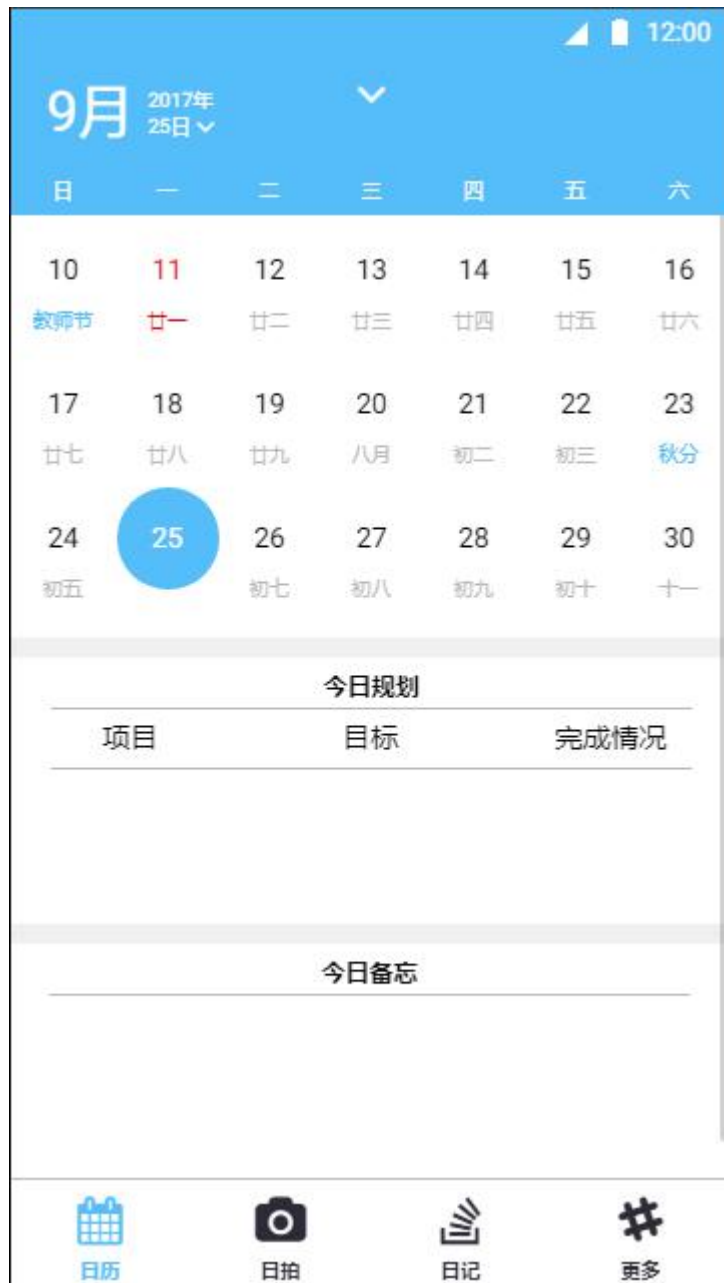 12:00
9月 2017年
25日
日 一 二 三 四 五 六
10 11 12 13 14 15 16
教师节 廿一 廿二 廿三 廿四 廿五 廿六
17 18 19 20 21 22 23
廿七 廿八 廿九 八月 初二 初三 秋分
24 25 26 27 28 29 30
初五 初七 初八 初九 初十 十一
今日规划
项目 目标 完成情况
今日备忘
日历 日拍 日记 更多